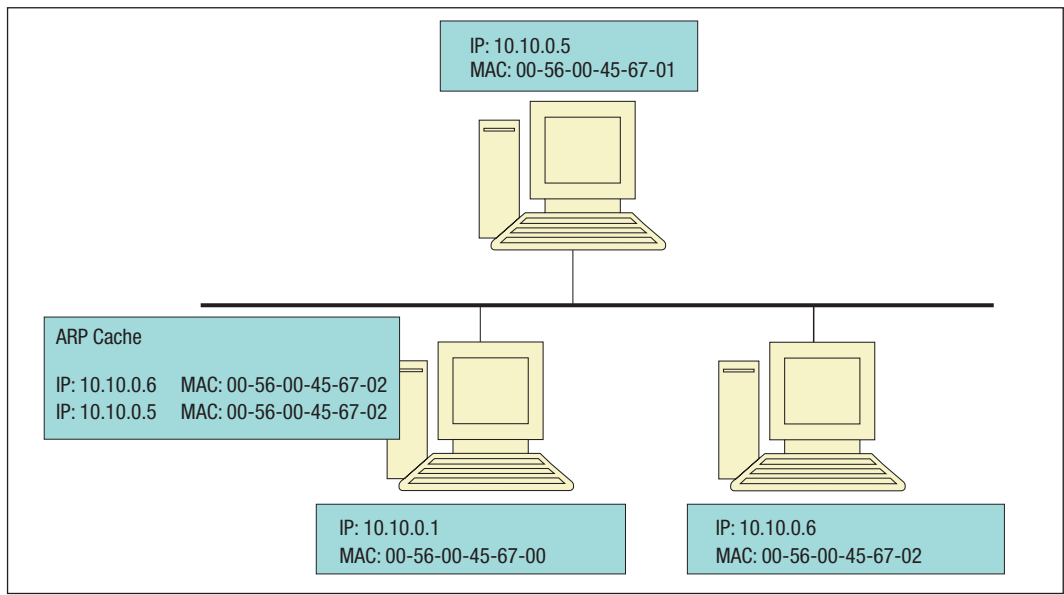 IP: 10.10.0.5
MAC: 00-56-00-45-67-01
ARP Cache
IP: 10.10.0.6 MAC: 00-56-00-45-67-02
IP: 10.10.0.5 MAC: 00-56-00-45-67-02
IP: 10.10.0.1
MAC: 00-56-00-45-67-00
IP: 10.10.0.6
MAC: 00-56-00-45-67-02